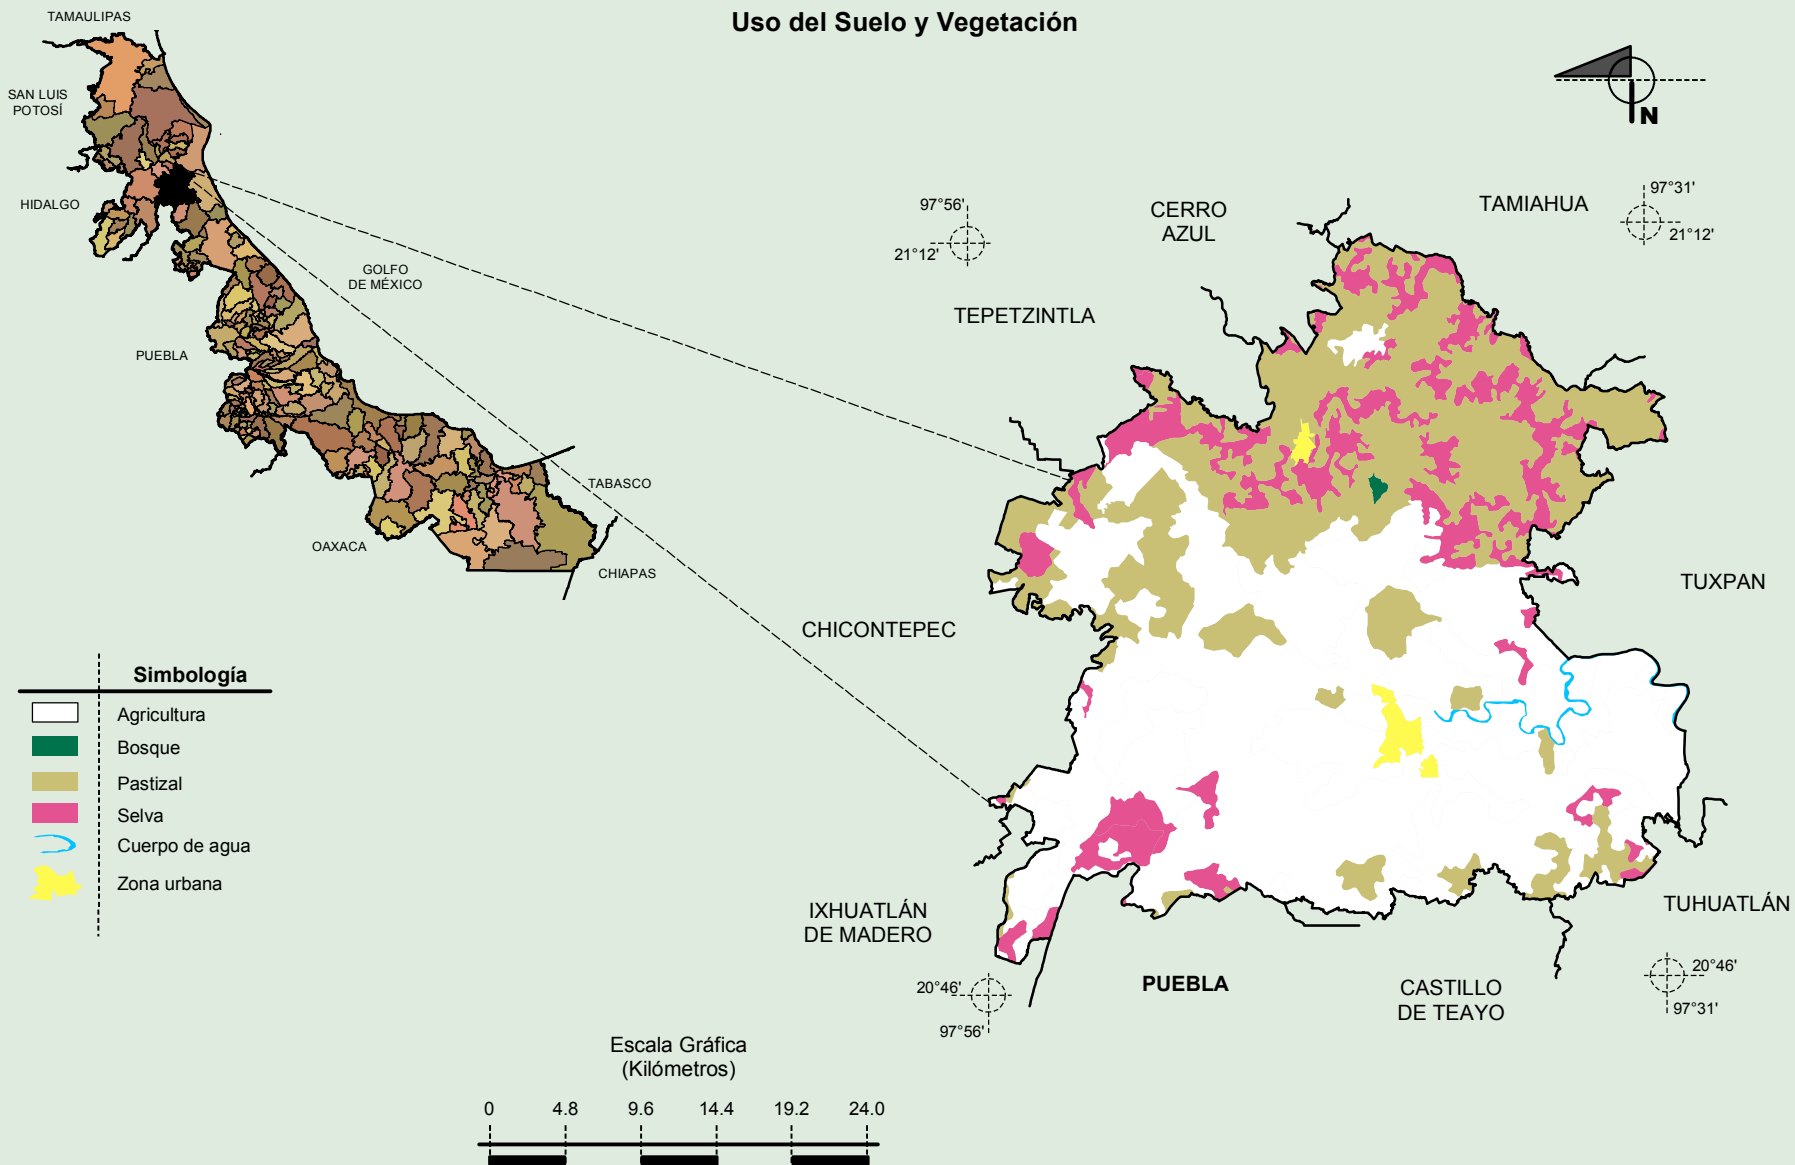 Uso del Suelo y Vegetación
TAMAULIPAS
SAN LUIS
POTOSÍ
HIDALGO
GOLFO
DE MÉXICO
PUEBLA
TABASCO
OAXACA
CHIAPAS
N
97°56'
21°12'
CERRO
AZUL
TAMIAHUA
97°31'
21°12'
TEPETZINTLA
TUXPAN
CHICONTEPEC
Simbología
Agricultura
Bosque
Pastizal
Selva
Cuerpo de agua
Zona urbana
IXHUATLÁN
DE MADERO
TUHUATLÁN
PUEBLA
CASTILLO
DE TEAYO
20°46'
97°56'
20°46'
97°31'
Escala Gráfica
(Kilómetros)
0 4.8 9.6 14.4 19.2 24.0